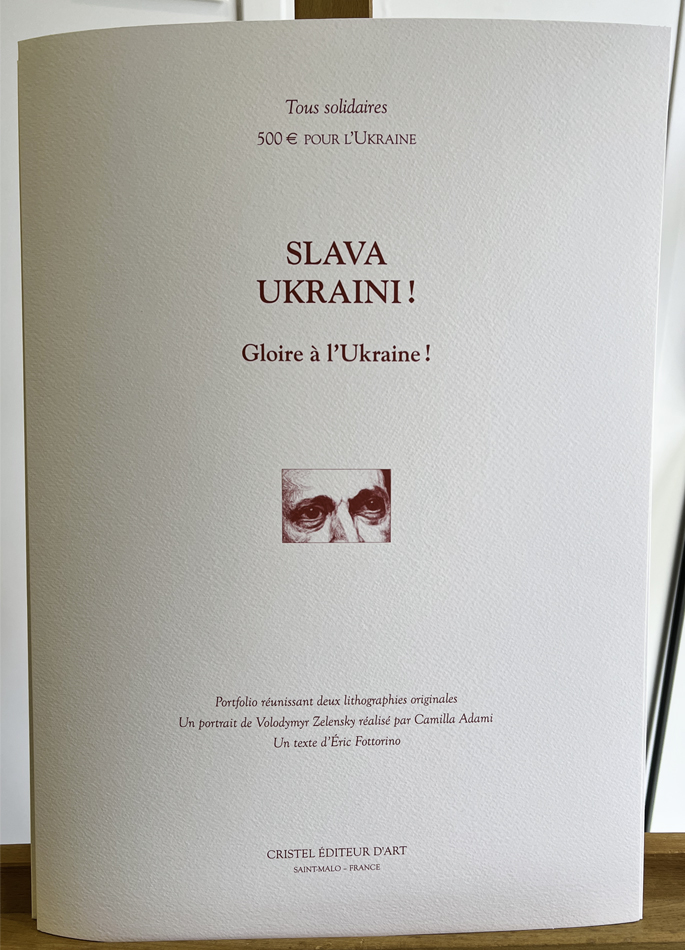 Tous solidaires
500 € POUR L'UKRAINE
SLAVA
UKRAINI !
Gloire à l'Ukraine !
Portfolio réunissant deux lithographies originales
Un portrait de Volodymyr Zelensky réalisé par Camilla Adami
Un texte d'Éric Fottorino
CRISTEL ÉDITEUR D'ART
SAINT-MALO – FRANCE